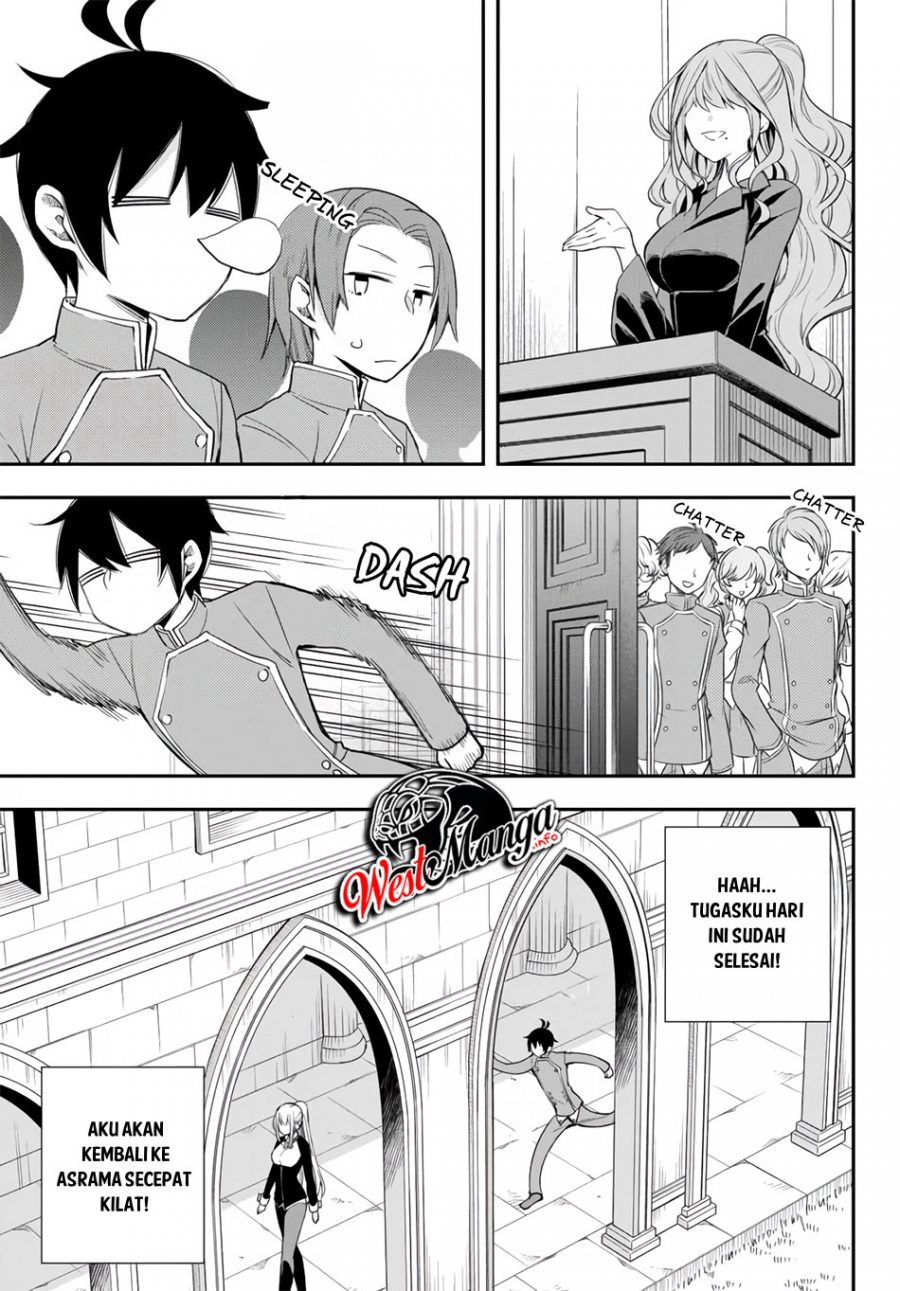 SLEEPING
DASH
CHATTER
CHATTER
WestManga
.info
HAAH...
TUGASKU HARI
INI SUDAH
SELESAI!
AKU AKAN
KEMBALI KE
ASRAMA SECEPAT
KILAT!